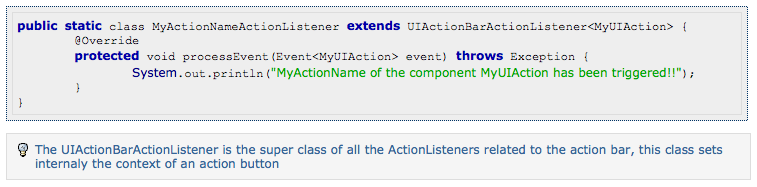 public static class MyActionNameActionListener extends UIActionBarActionListener<MyUIAction> {
@Override
protected void processEvent(Event<MyUIAction> event) throws Exception {
System.out.println("MyActionName of the component MyUIAction has been triggered!!");
}
}
The UIActionBarActionListener is the super class of all the ActionListeners related to the action bar, this class sets
internaly the context of an action button